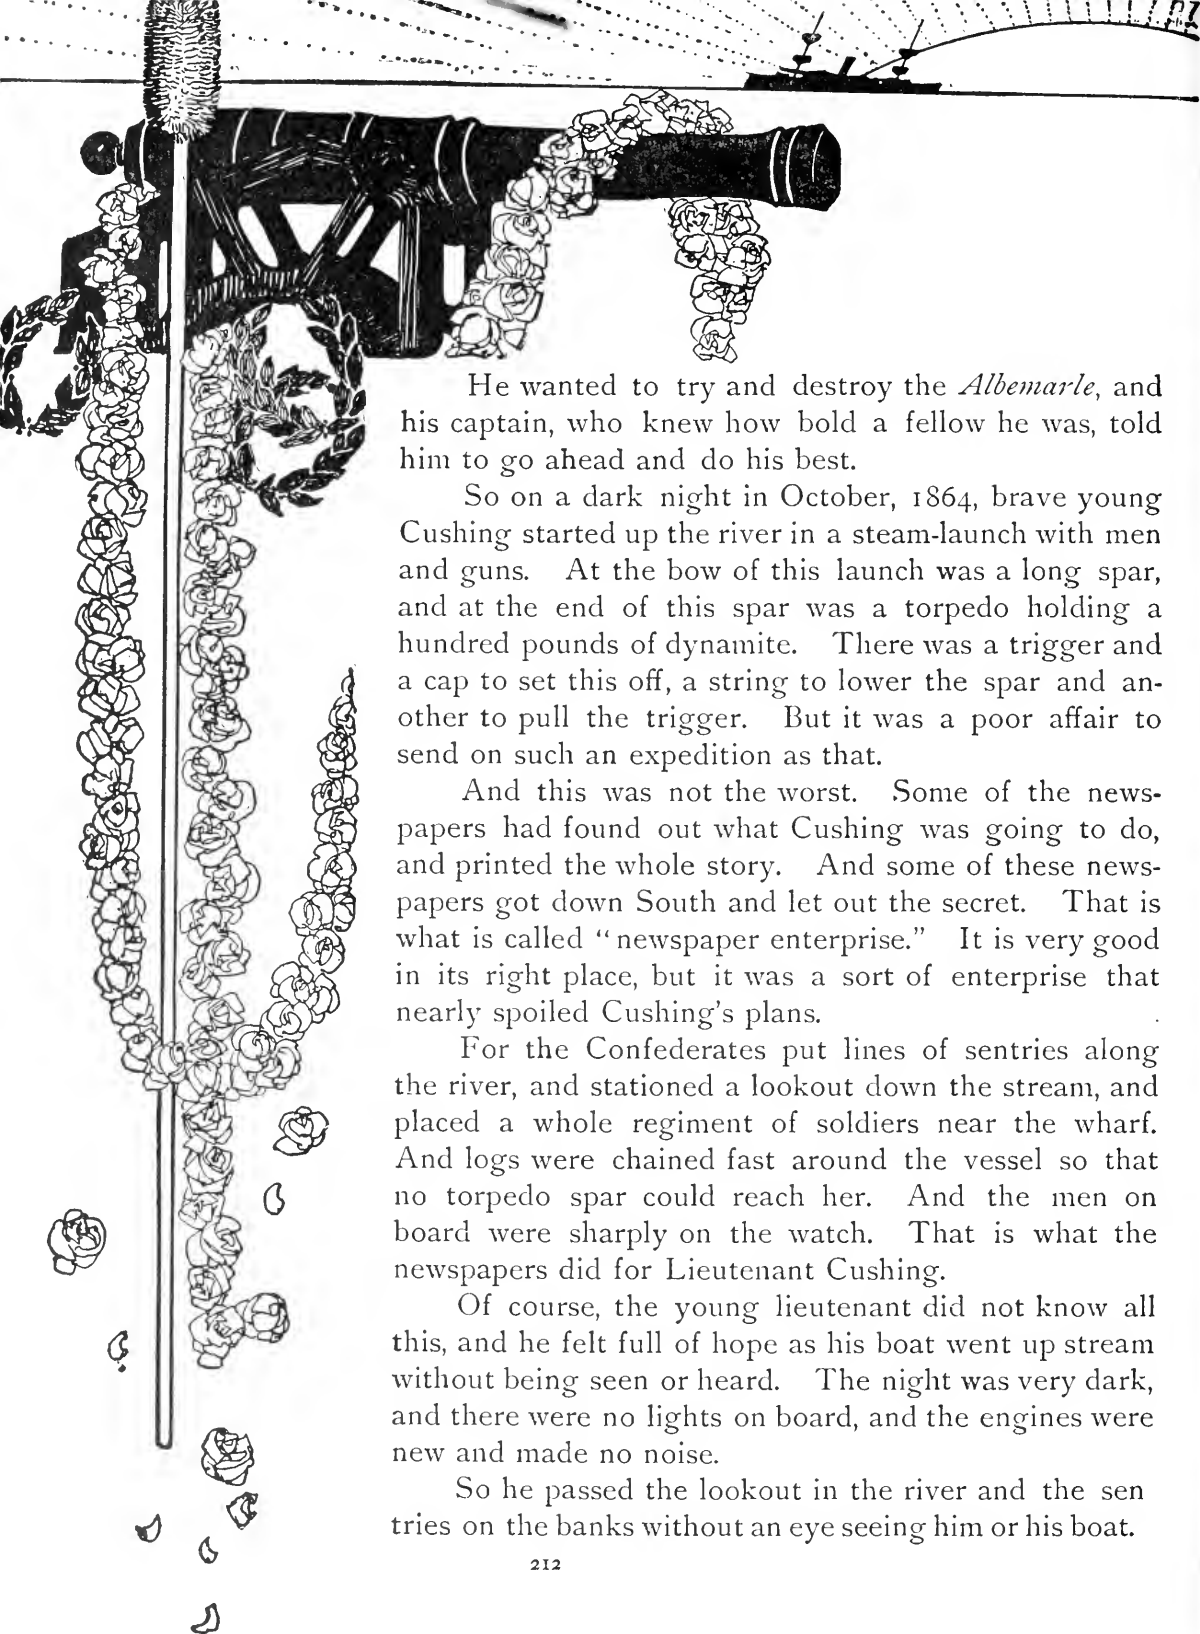 He wanted to try and destroy the Albemarle, and
his captain, who knew how bold a fellow he was, told
him to go ahead and do his best.
So on a dark night in October, 1864, brave young
Cushing started up the river in a steam-launch with men
and guns. At the bow of this launch was a long spar,
and at the end of this spar was a torpedo holding a
hundred pounds of dynamite. There was a trigger and
a cap to set this off, a string to lower the spar and an-
other to pull the trigger. But it was a poor affair to
send on such an expedition as that.
And this was not the worst. Some of the news-
papers had found out what Cushing was going to do,
and printed the whole story. And some of these news-
papers got down South and let out the secret. That is
what is called “newspaper enterprise.” It is very good
in its right place, but it was a sort of enterprise that
nearly spoiled Cushing's plans.
For the Confederates put lines of sentries along
the river, and stationed a lookout down the stream, and
placed a whole regiment of soldiers near the wharf.
And logs were chained fast around the vessel so that
no torpedo spar could reach her. And the men on
board were sharply on the watch. That is what the
newspapers did for Lieutenant Cushing.
Of course, the young lieutenant did not know all
this, and he felt full of hope as his boat went up stream
without being seen or heard. The night was very dark,
and there were no lights on board, and the engines were
new and made no noise.
So he passed the lookout in the river and the sen
tries on the banks without an eye seeing him or his boat.
212